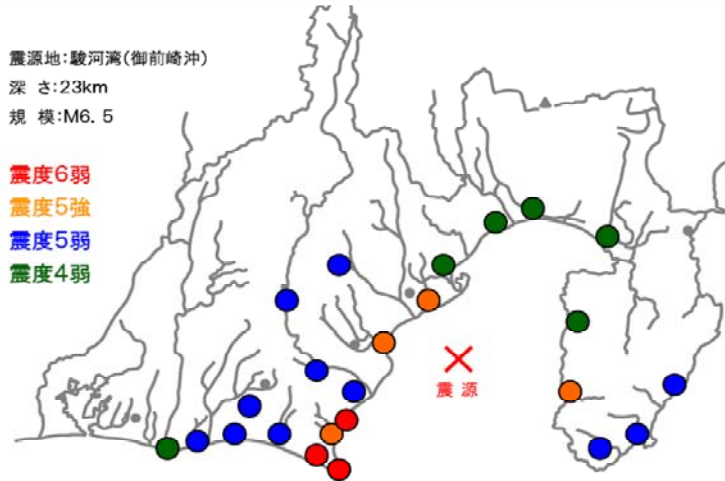 震源地:駿河湾(御前崎沖)
深 さ:23km
規 模:M6. 5
震度6弱
震度5強
震度5弱
震度4弱
震 源